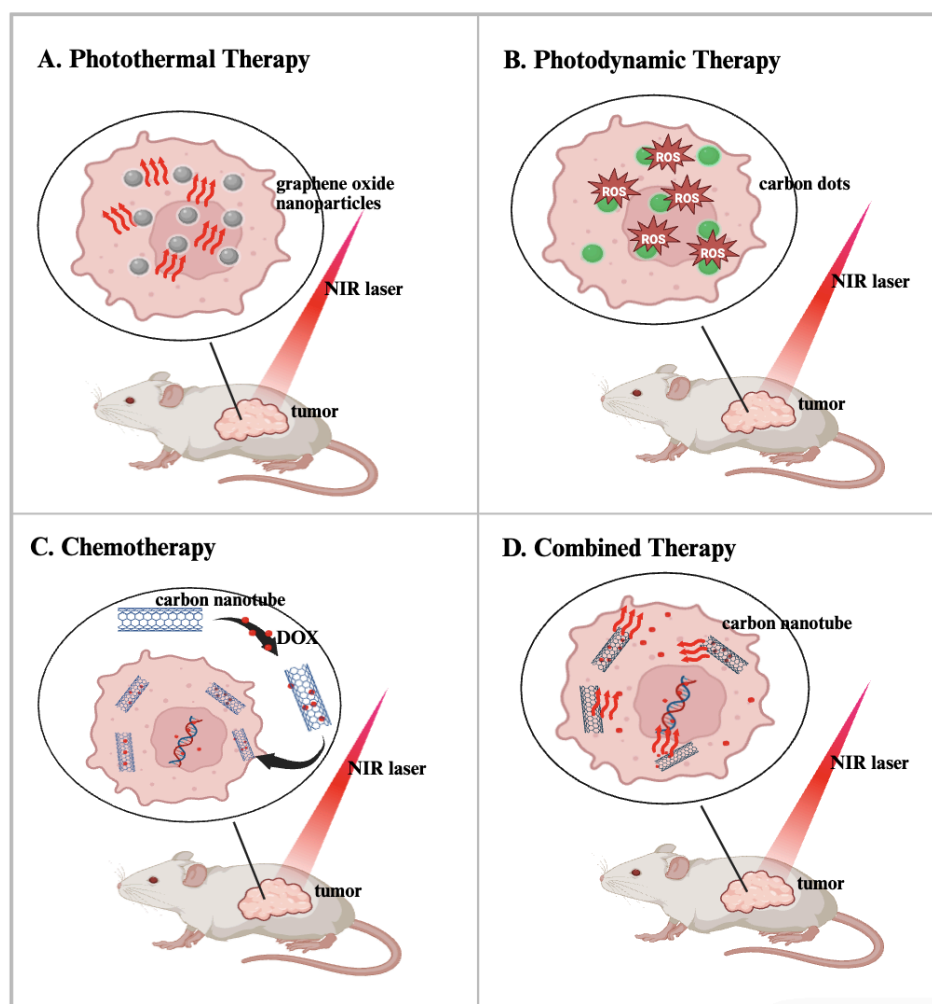 A. Photothermal Therapy
graphene oxide
nanoparticles
NIR laser
tumor
B. Photodynamic Therapy
ROS
ROS
ROS
ROS
ROS
carbon dots
NIR laser
tumor
C. Chemotherapy
carbon nanotube
DOX
NIR laser
tumor
D. Combined Therapy
carbon nanotube
NIR laser
tumor